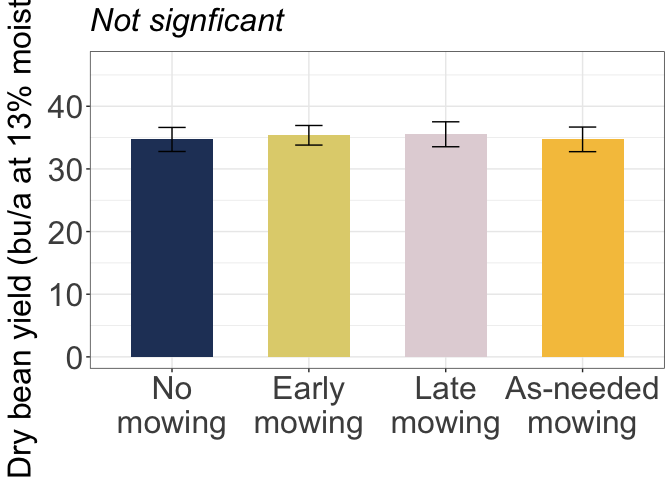 Not signficant
Dry bean yield (bu/a at 13% moist
40
30
20
10
0
No
mowing
Early
mowing
Late
mowing
As-needed
mowing